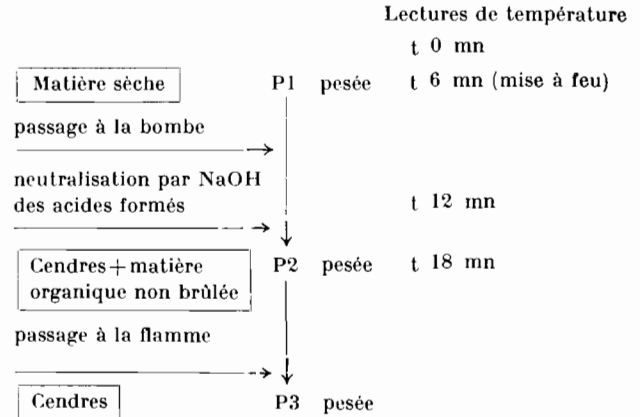 Lectures de température
t 0 mn
Matière sèche P1 pesée t 6 mn (mise à feu)
passage à la bombe
neutralisation par NaOH
des acides formés t 12 mn
Cendres+matière P2 pesée t 18 mn
organique non brûlée
passage à la flamme
Cendres P3 pesée